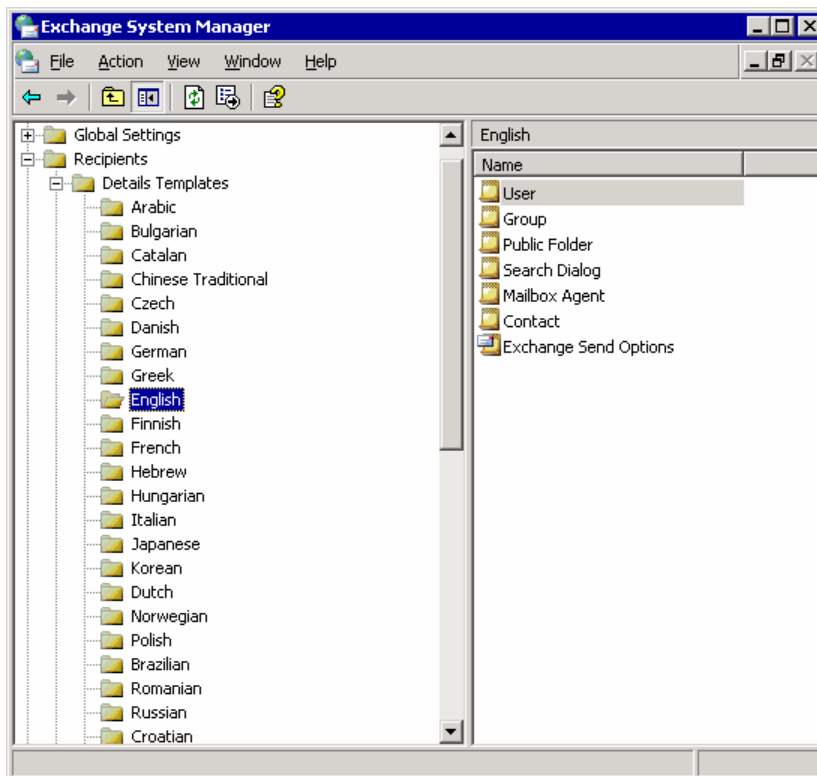 Exchange System Manager
File Action View Window Help
Global Settings
Recipients
Details Templates
Arabic
Bulgarian
Catalan
Chinese Traditional
Czech
Danish
German
Greek
English
Finnish
French
Hebrew
Hungarian
Italian
Japanese
Korean
Dutch
Norwegian
Polish
Brazilian
Romanian
Russian
Croatian
English
Name
User
Group
Public Folder
Search Dialog
Mailbox Agent
Contact
Exchange Send Options